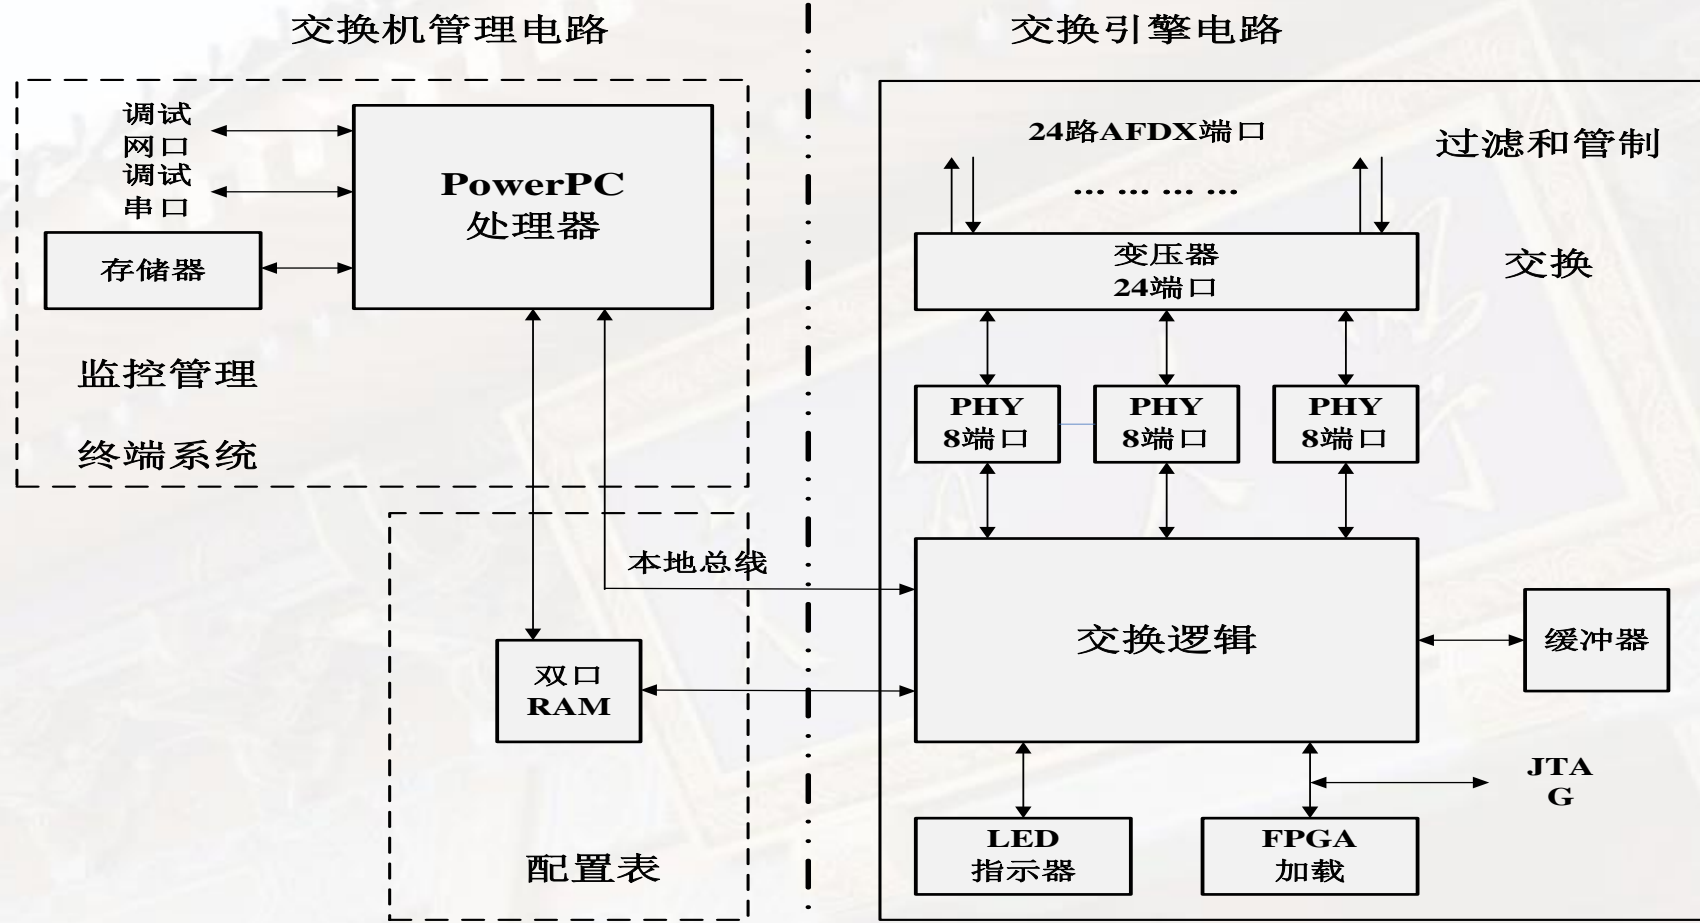 交换机管理电路
交换引擎电路
调试
网口
调试
串口
PowerPC
处理器
存储器
监控管理
终端系统
本地总线
双口
RAM
配置表
24路AFDX端口
过滤和管制
... ... ... ...
变压器
24端口
交换
PHY
8端口
PHY
8端口
PHY
8端口
交换逻辑
缓冲器
JTA
G
LED
指示器
FPGA
加载